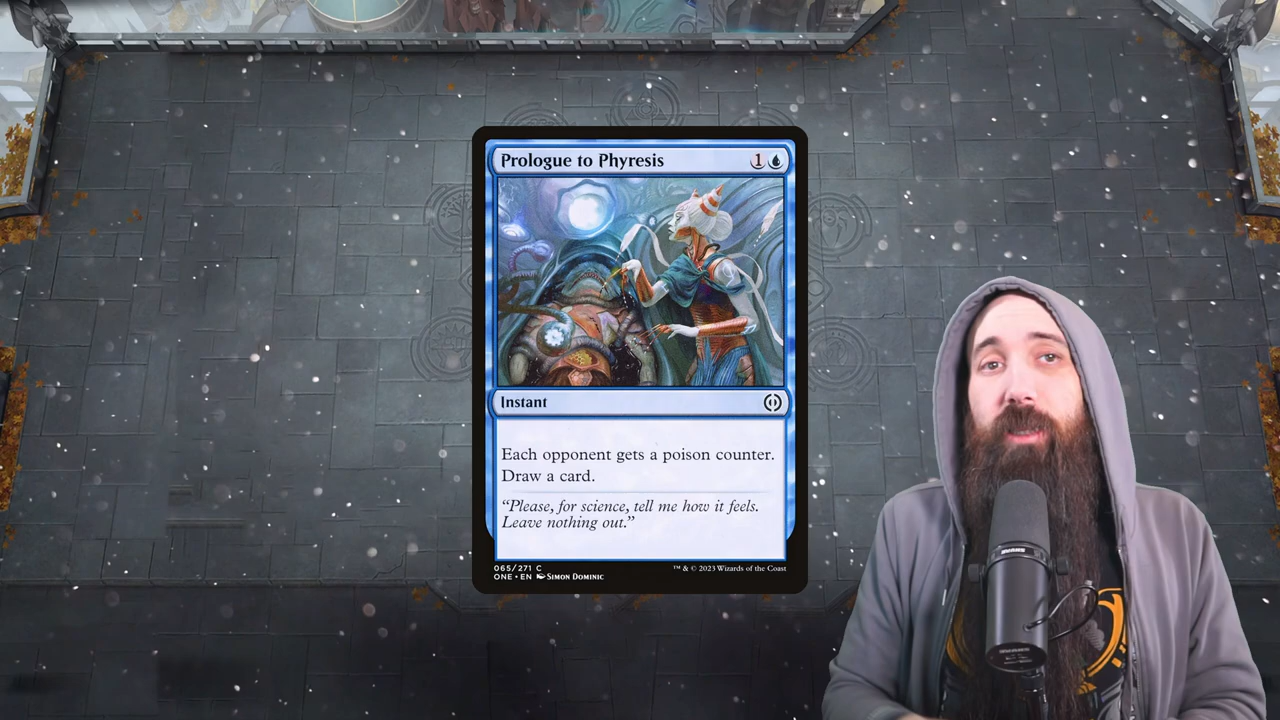 Prologue to Phyresis 1
Instant
Each opponent gets a poison counter.
Draw a card.
“Please, for science, tell me how it feels.
Leave nothing out.”
065/271 C
ONE • EN SIMON DOMINIC
™ & © 2023 Wizards of the Coast